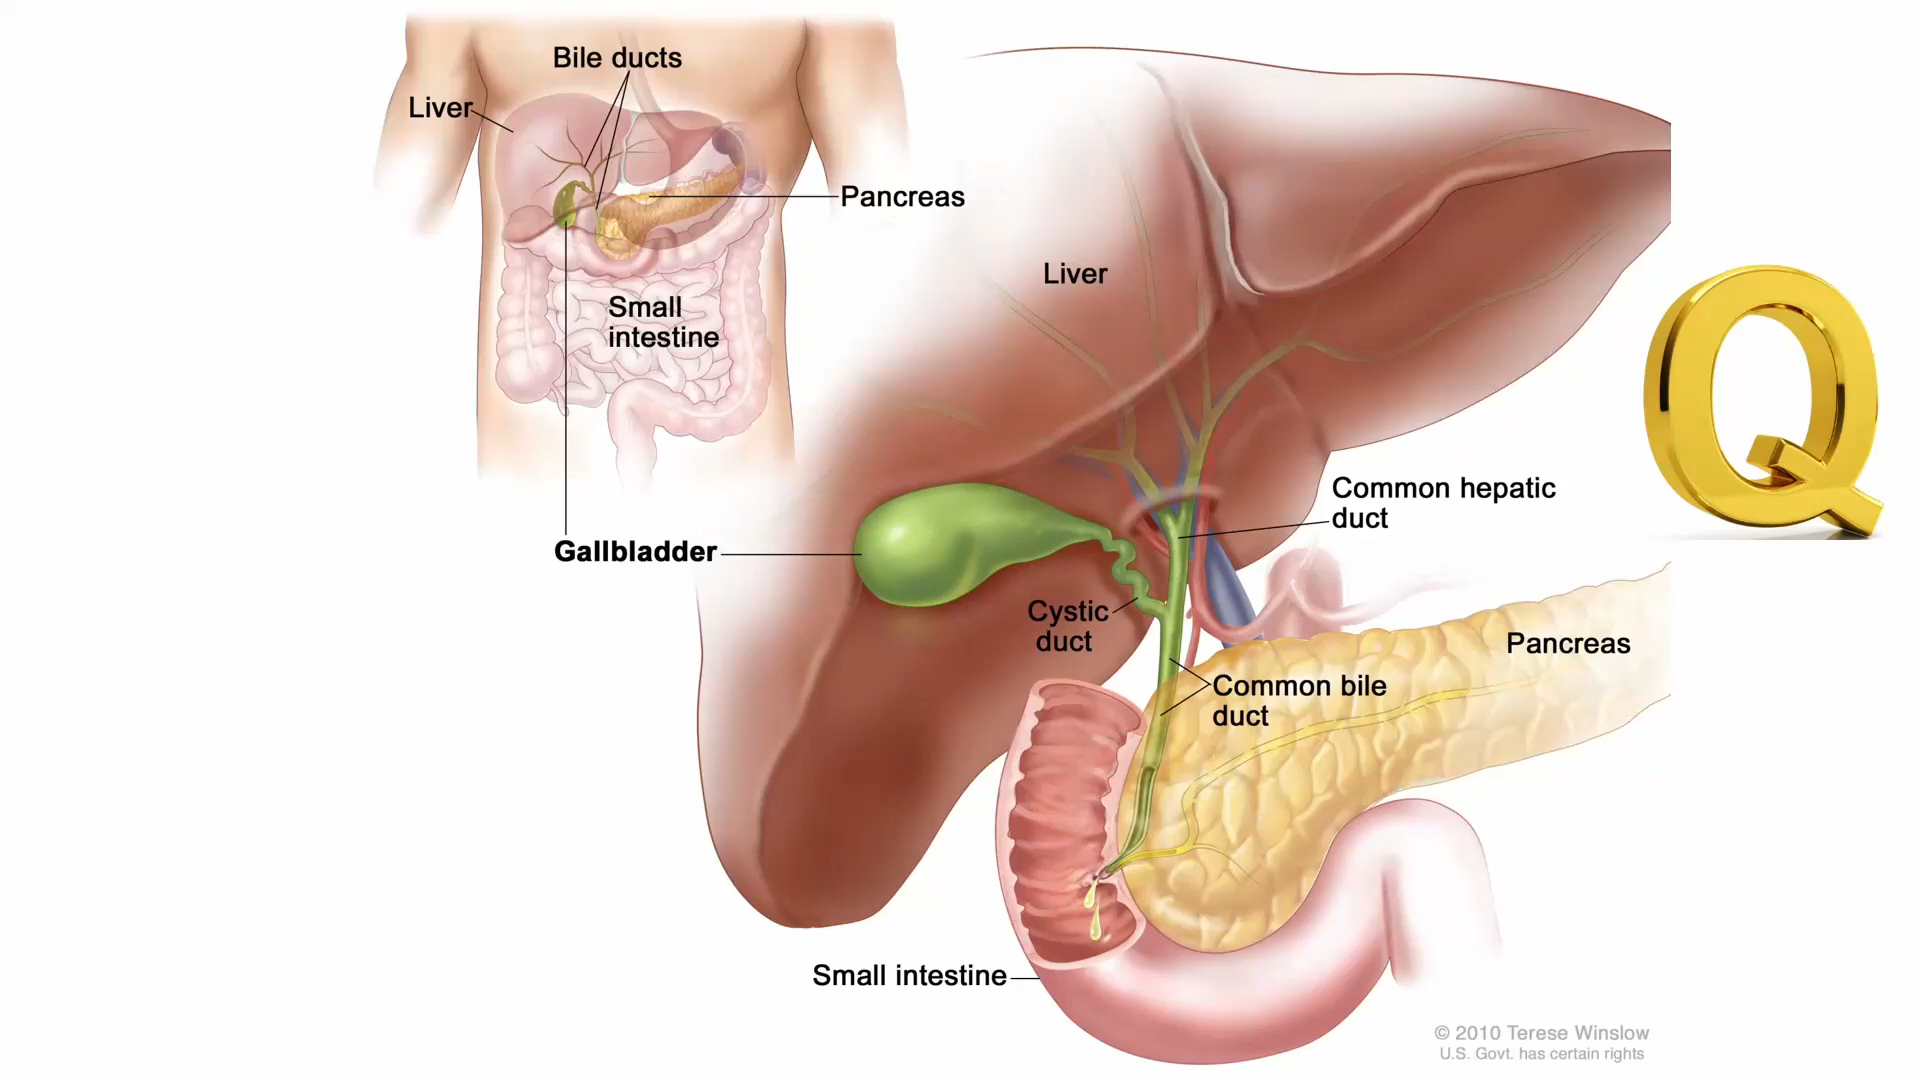 Bile ducts
Liver
Pancreas
Small
intestine
Gallbladder
Liver
Common hepatic
duct
Cystic
duct
Pancreas
Common bile
duct
Small intestine
Q
© 2010 Terese Winslow
U.S. Govt. has certain rights